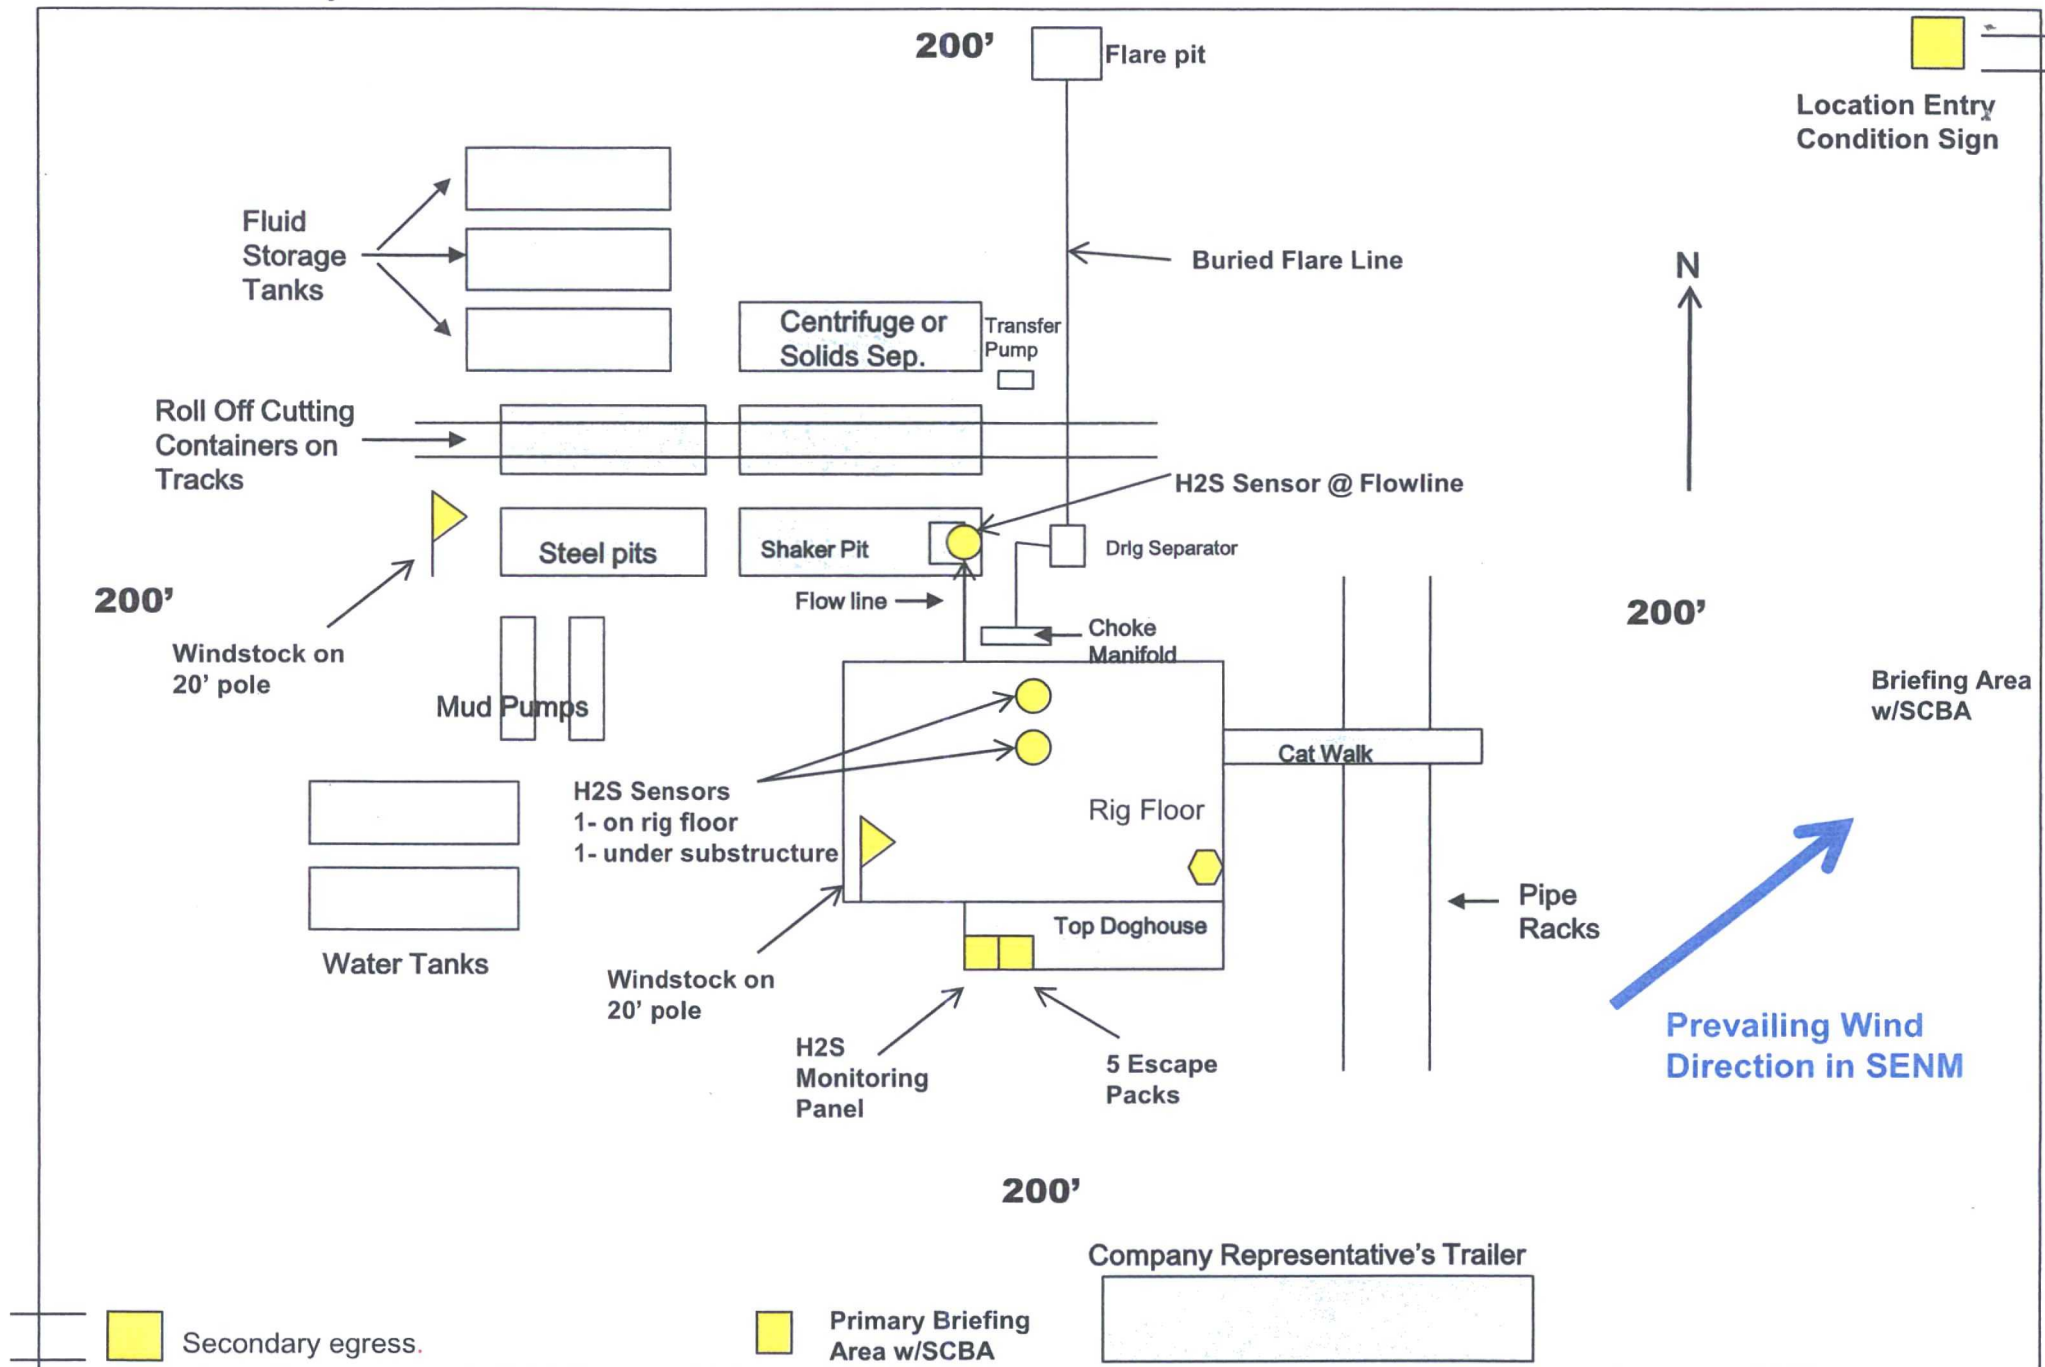 200’
Flare pit
Location Entry
Condition Sign
Fluid
Storage
Tanks
Buried Flare Line
N
Centrifuge or
Solids Sep.
Transfer
Pump
Roll Off Cutting
Containers on
Tracks
H2S Sensor @ Flowline
Steel pits
Shaker Pit
Drlg Separator
200’
Flow line
200’
Windstock on
20’ pole
Choke
Manifold
Briefing Area
w/SCBA
Mud Pumps
Cat Walk
H2S Sensors
1- on rig floor
1- under substructure
Rig Floor
Pipe
Racks
Top Doghouse
Water Tanks
Windstock on
20’ pole
H2S
Monitoring
Panel
5 Escape
Packs
Prevailing Wind
Direction in SENM
200’
Company Representative’s Trailer
Secondary egress.
Primary Briefing
Area w/SCBA